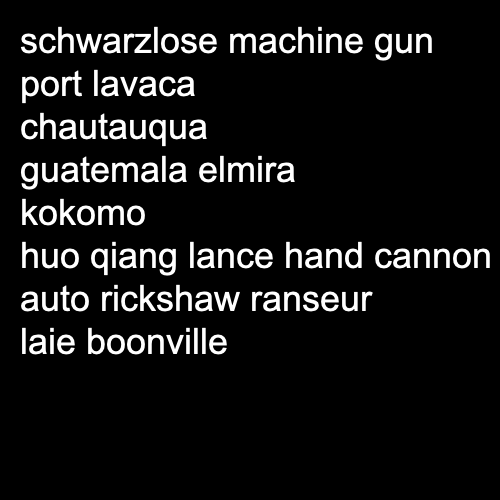 schwarzlose machine gun
port lavaca
chautauqua
guatemala elmira
kokomo
huo qiang lance hand cannon
auto rickshaw ranseur
laie boonville